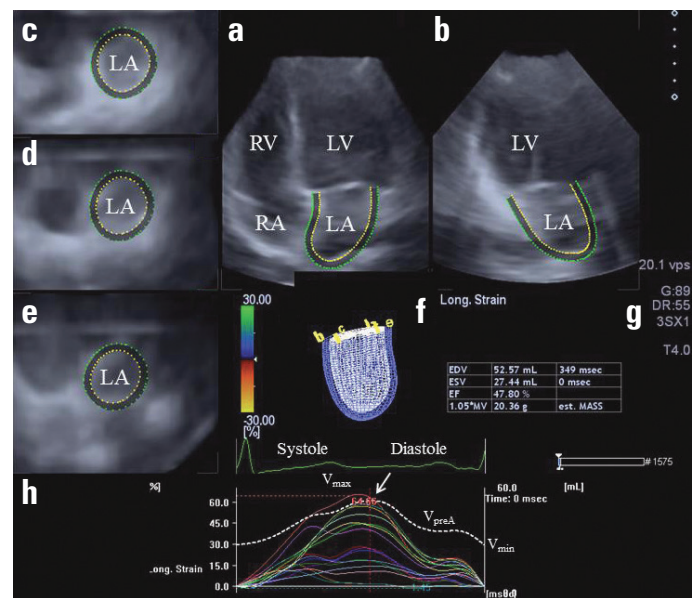 c
LA
a
RV
LV
RA
LA
b
LV
LA
d
LA
20.1 vps
G:89
DR:55
3SX1
T4.0
e
LA
30.00
-30.00
[%]
f
Long. Strain
g
EDV 52.57 mL 349 msec
ESV 27.44 mL 0 msec
EF 47.80 %
1.05*MV 20.36 g est. MASS
Systole
Diastole
# 1575
h
%]
[mL]
60.0
Time: 0 msec
Vmax
VpreA
Vmin
60.0
45.0
30.0
15.0
0.0
ong. Strain